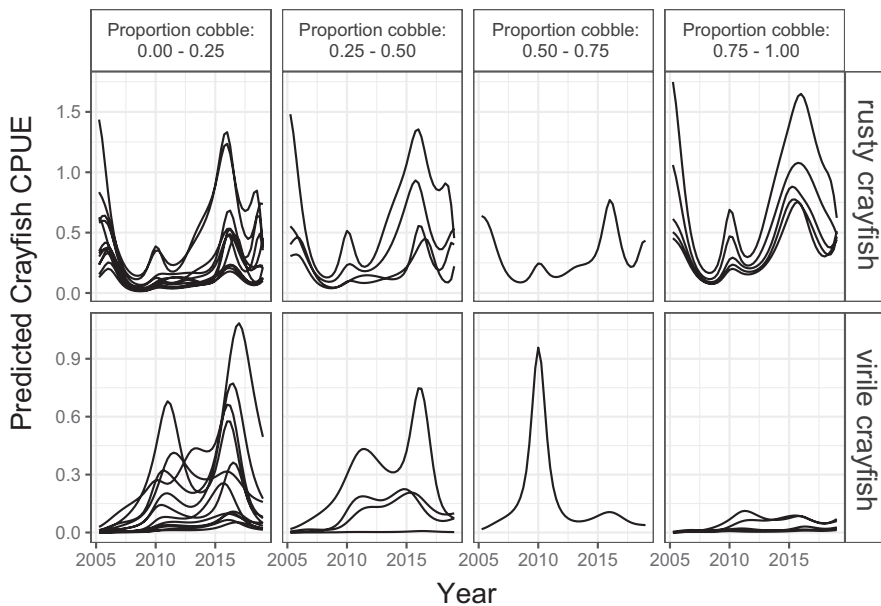 Proportion cobble: 0.00 - 0.25
Proportion cobble: 0.25 - 0.50
Proportion cobble: 0.50 - 0.75
Proportion cobble: 0.75 - 1.00
Predicted Crayfish CPUE
1.5
1.0
0.5
0.0
rusty crayfish
0.9
0.6
0.3
0.0
virile crayfish
2005 2010 2015 2005 2010 2015 2005 2010 2015 2005 2010 2015
Year